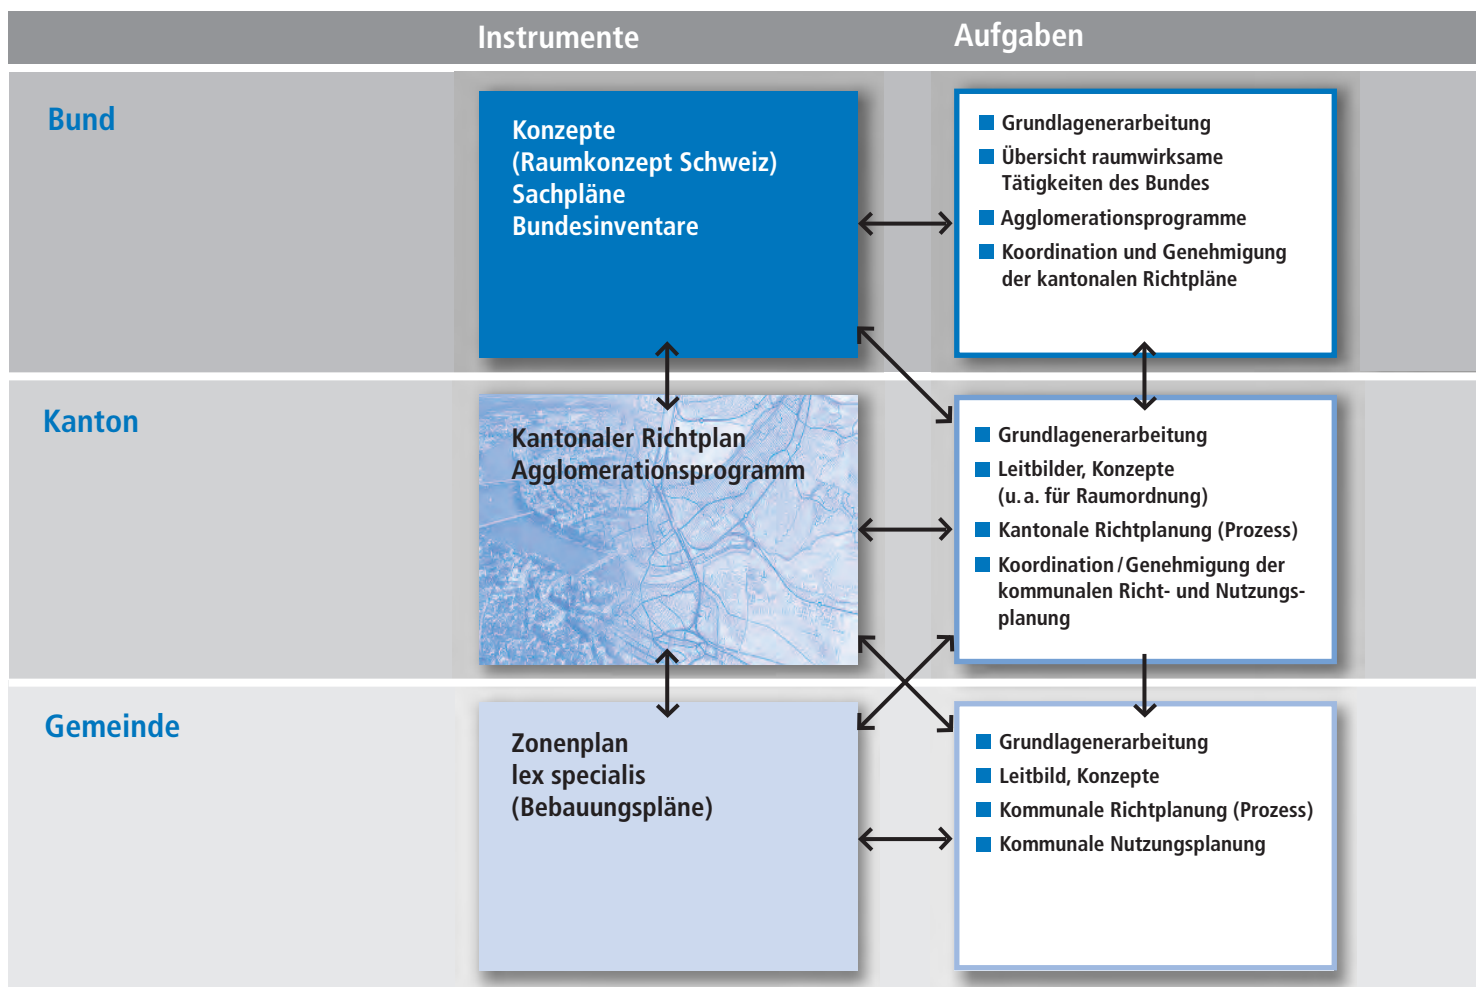 Instrumente
Aufgaben
Bund
Konzepte
(Raumkonzept Schweiz)
Sachpläne
Bundesinventare
Grundlagenerarbeitung
Übersicht raumwirksame
Tätigkeiten des Bundes
Agglomerationsprogramme
Koordination und Genehmigung
der kantonalen Richtpläne
Kanton
Kantonaler Richtplan
Agglomerationsprogramm
Grundlagenerarbeitung
Leitbilder, Konzepte
(u. a. für Raumordnung)
Kantonale Richtplanung (Prozess)
Koordination / Genehmigung der
kommunalen Richt- und Nutzungs-
planung
Gemeinde
Zonenplan
lex specialis
(Bebauungspläne)
Grundlagenerarbeitung
Leitbild, Konzepte
Kommunale Richtplanung (Prozess)
Kommunale Nutzungsplanung